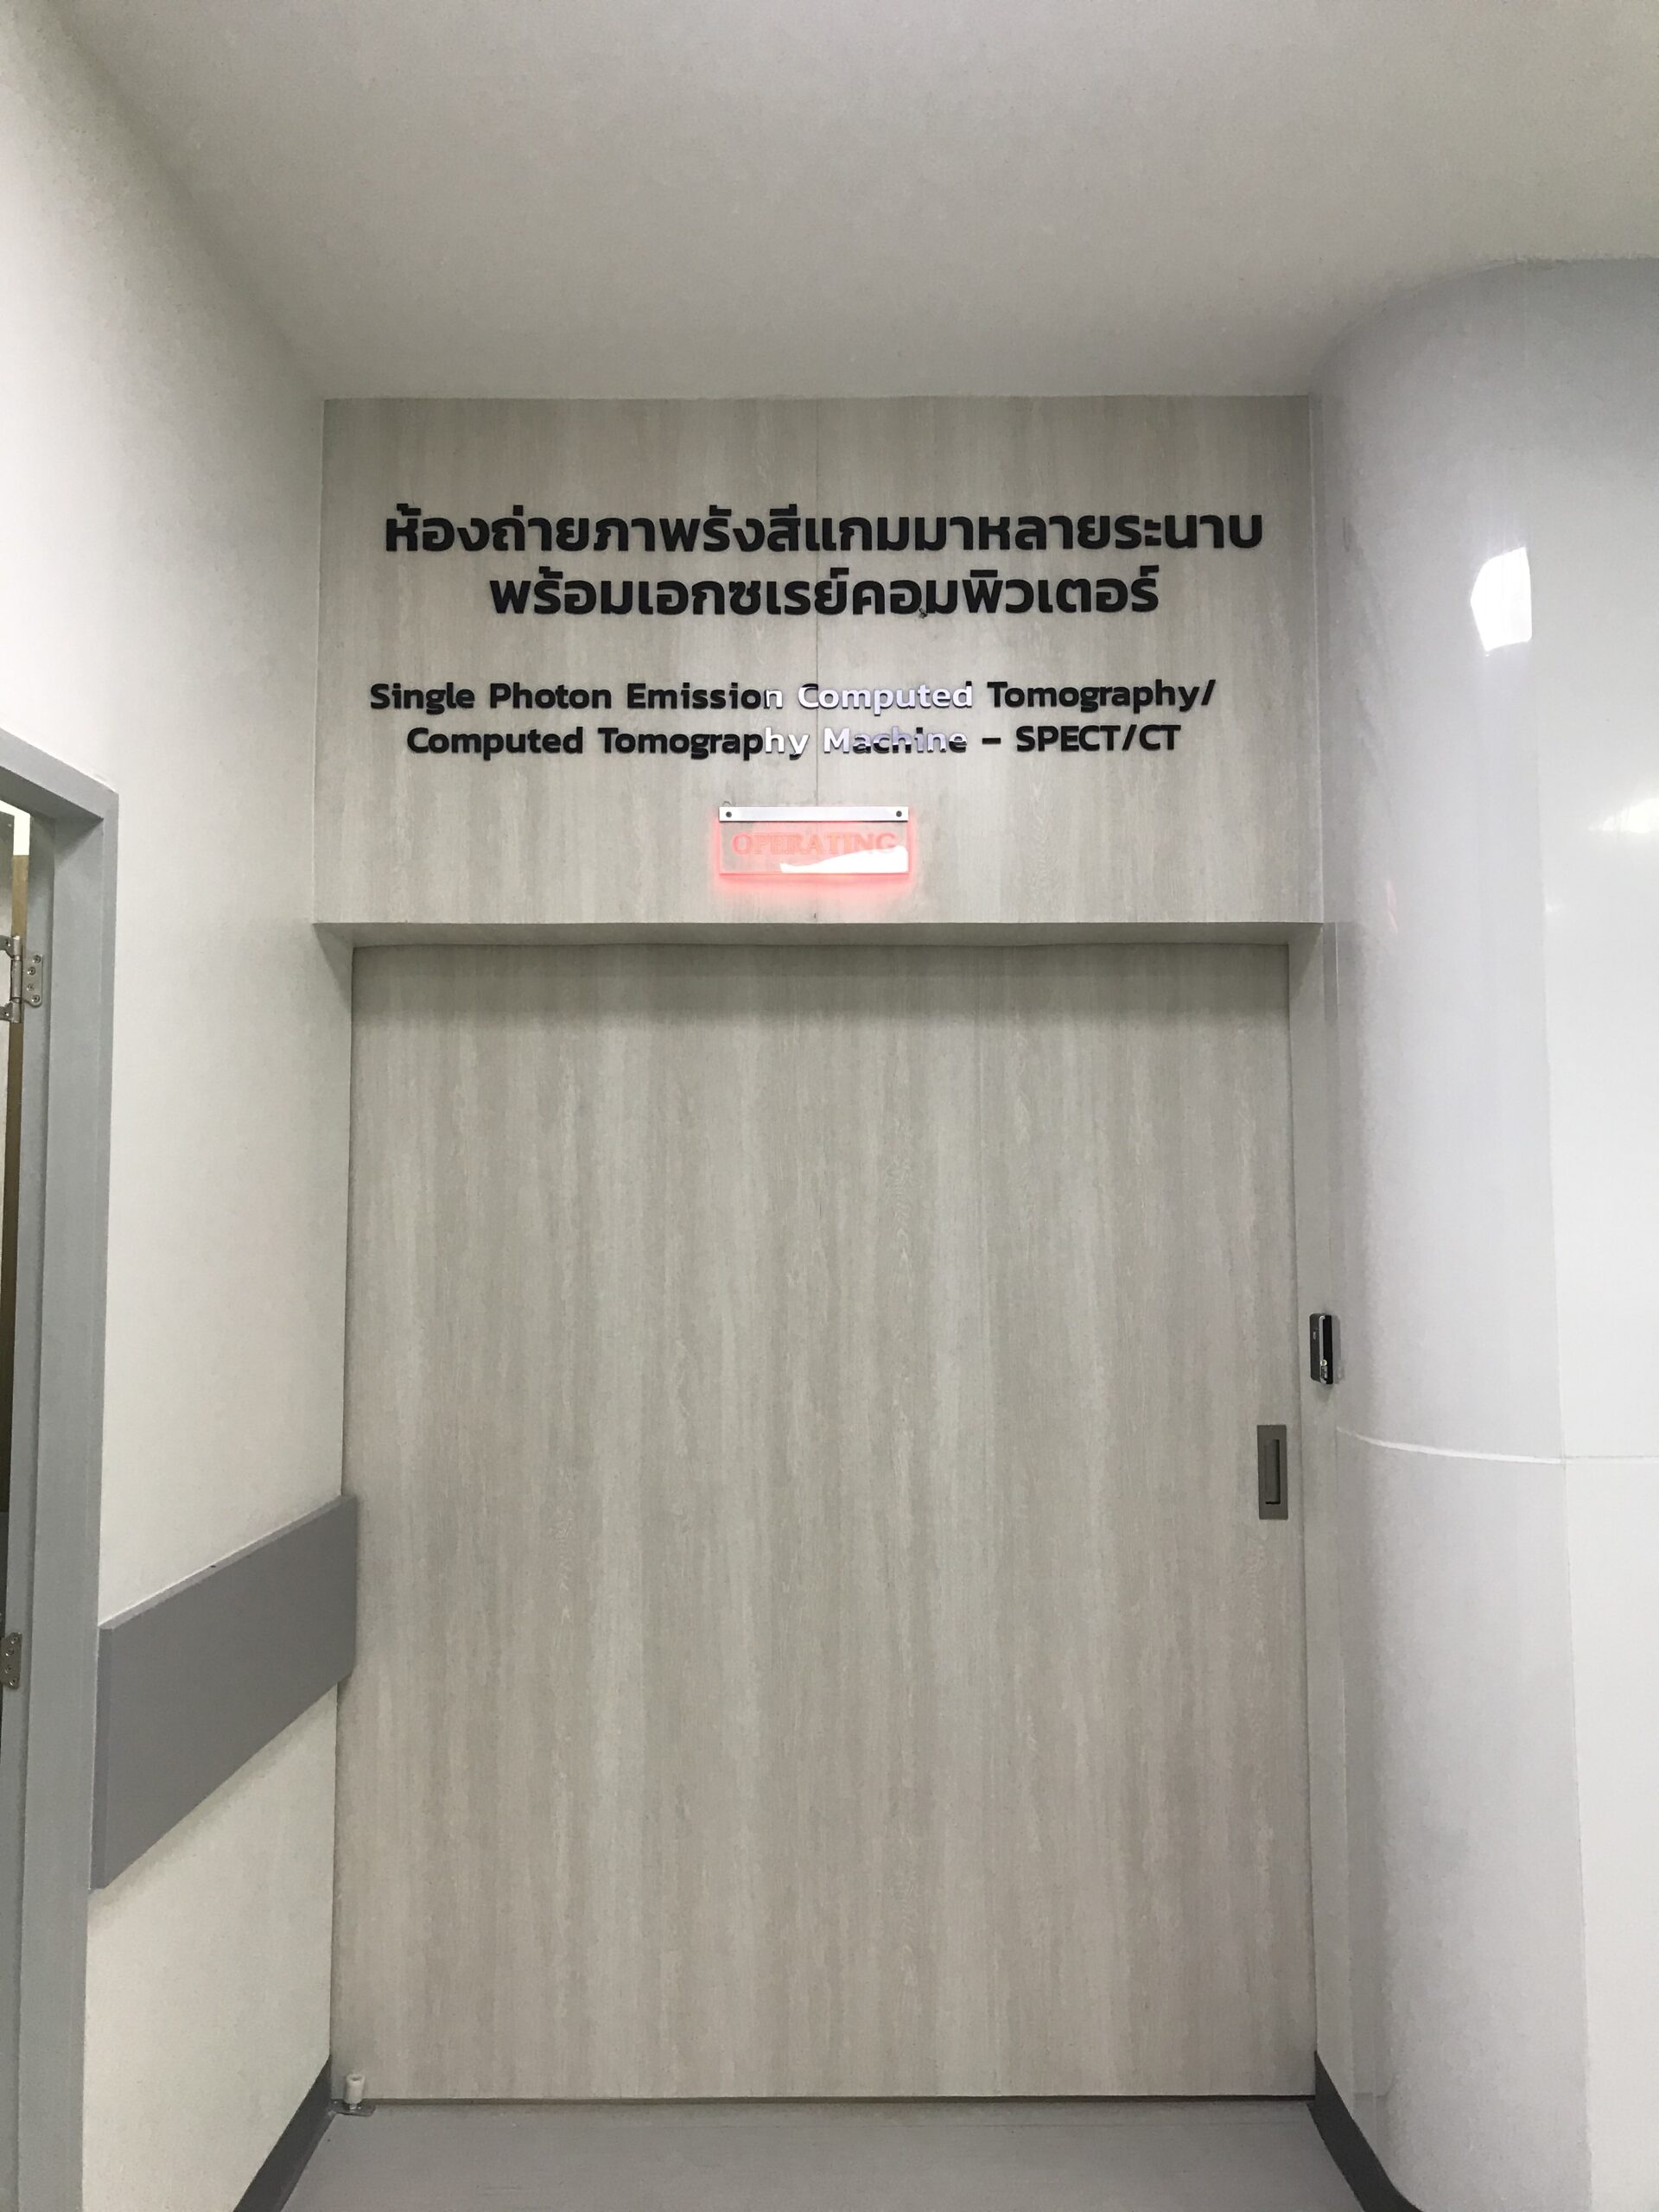 ห้องถ่ายภาพรังสีแกมมาหลายระนาบ
พร้อมเอกซเรย์คอมพิวเตอร์
Single Photon Emission Computed Tomography/
Computed Tomography Machine – SPECT/CT
OPERATING